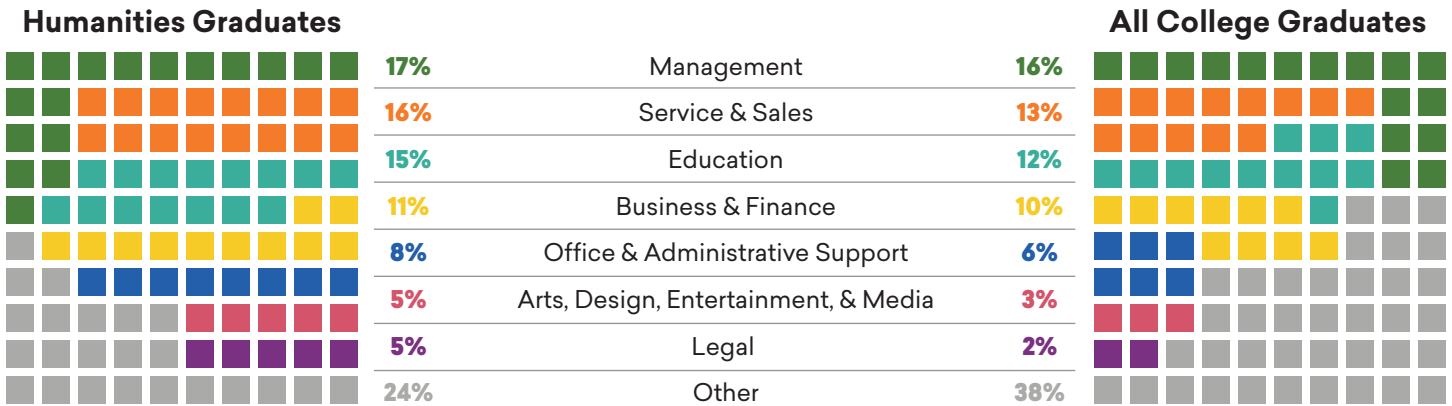 Humanities Graduates All College Graduates
17% Management 16%
16% Service & Sales 13%
15% Education 12%
11% Business & Finance 10%
8% Office & Administrative Support 6%
5% Arts, Design, Entertainment, & Media 3%
5% Legal 2%
24% Other 38%